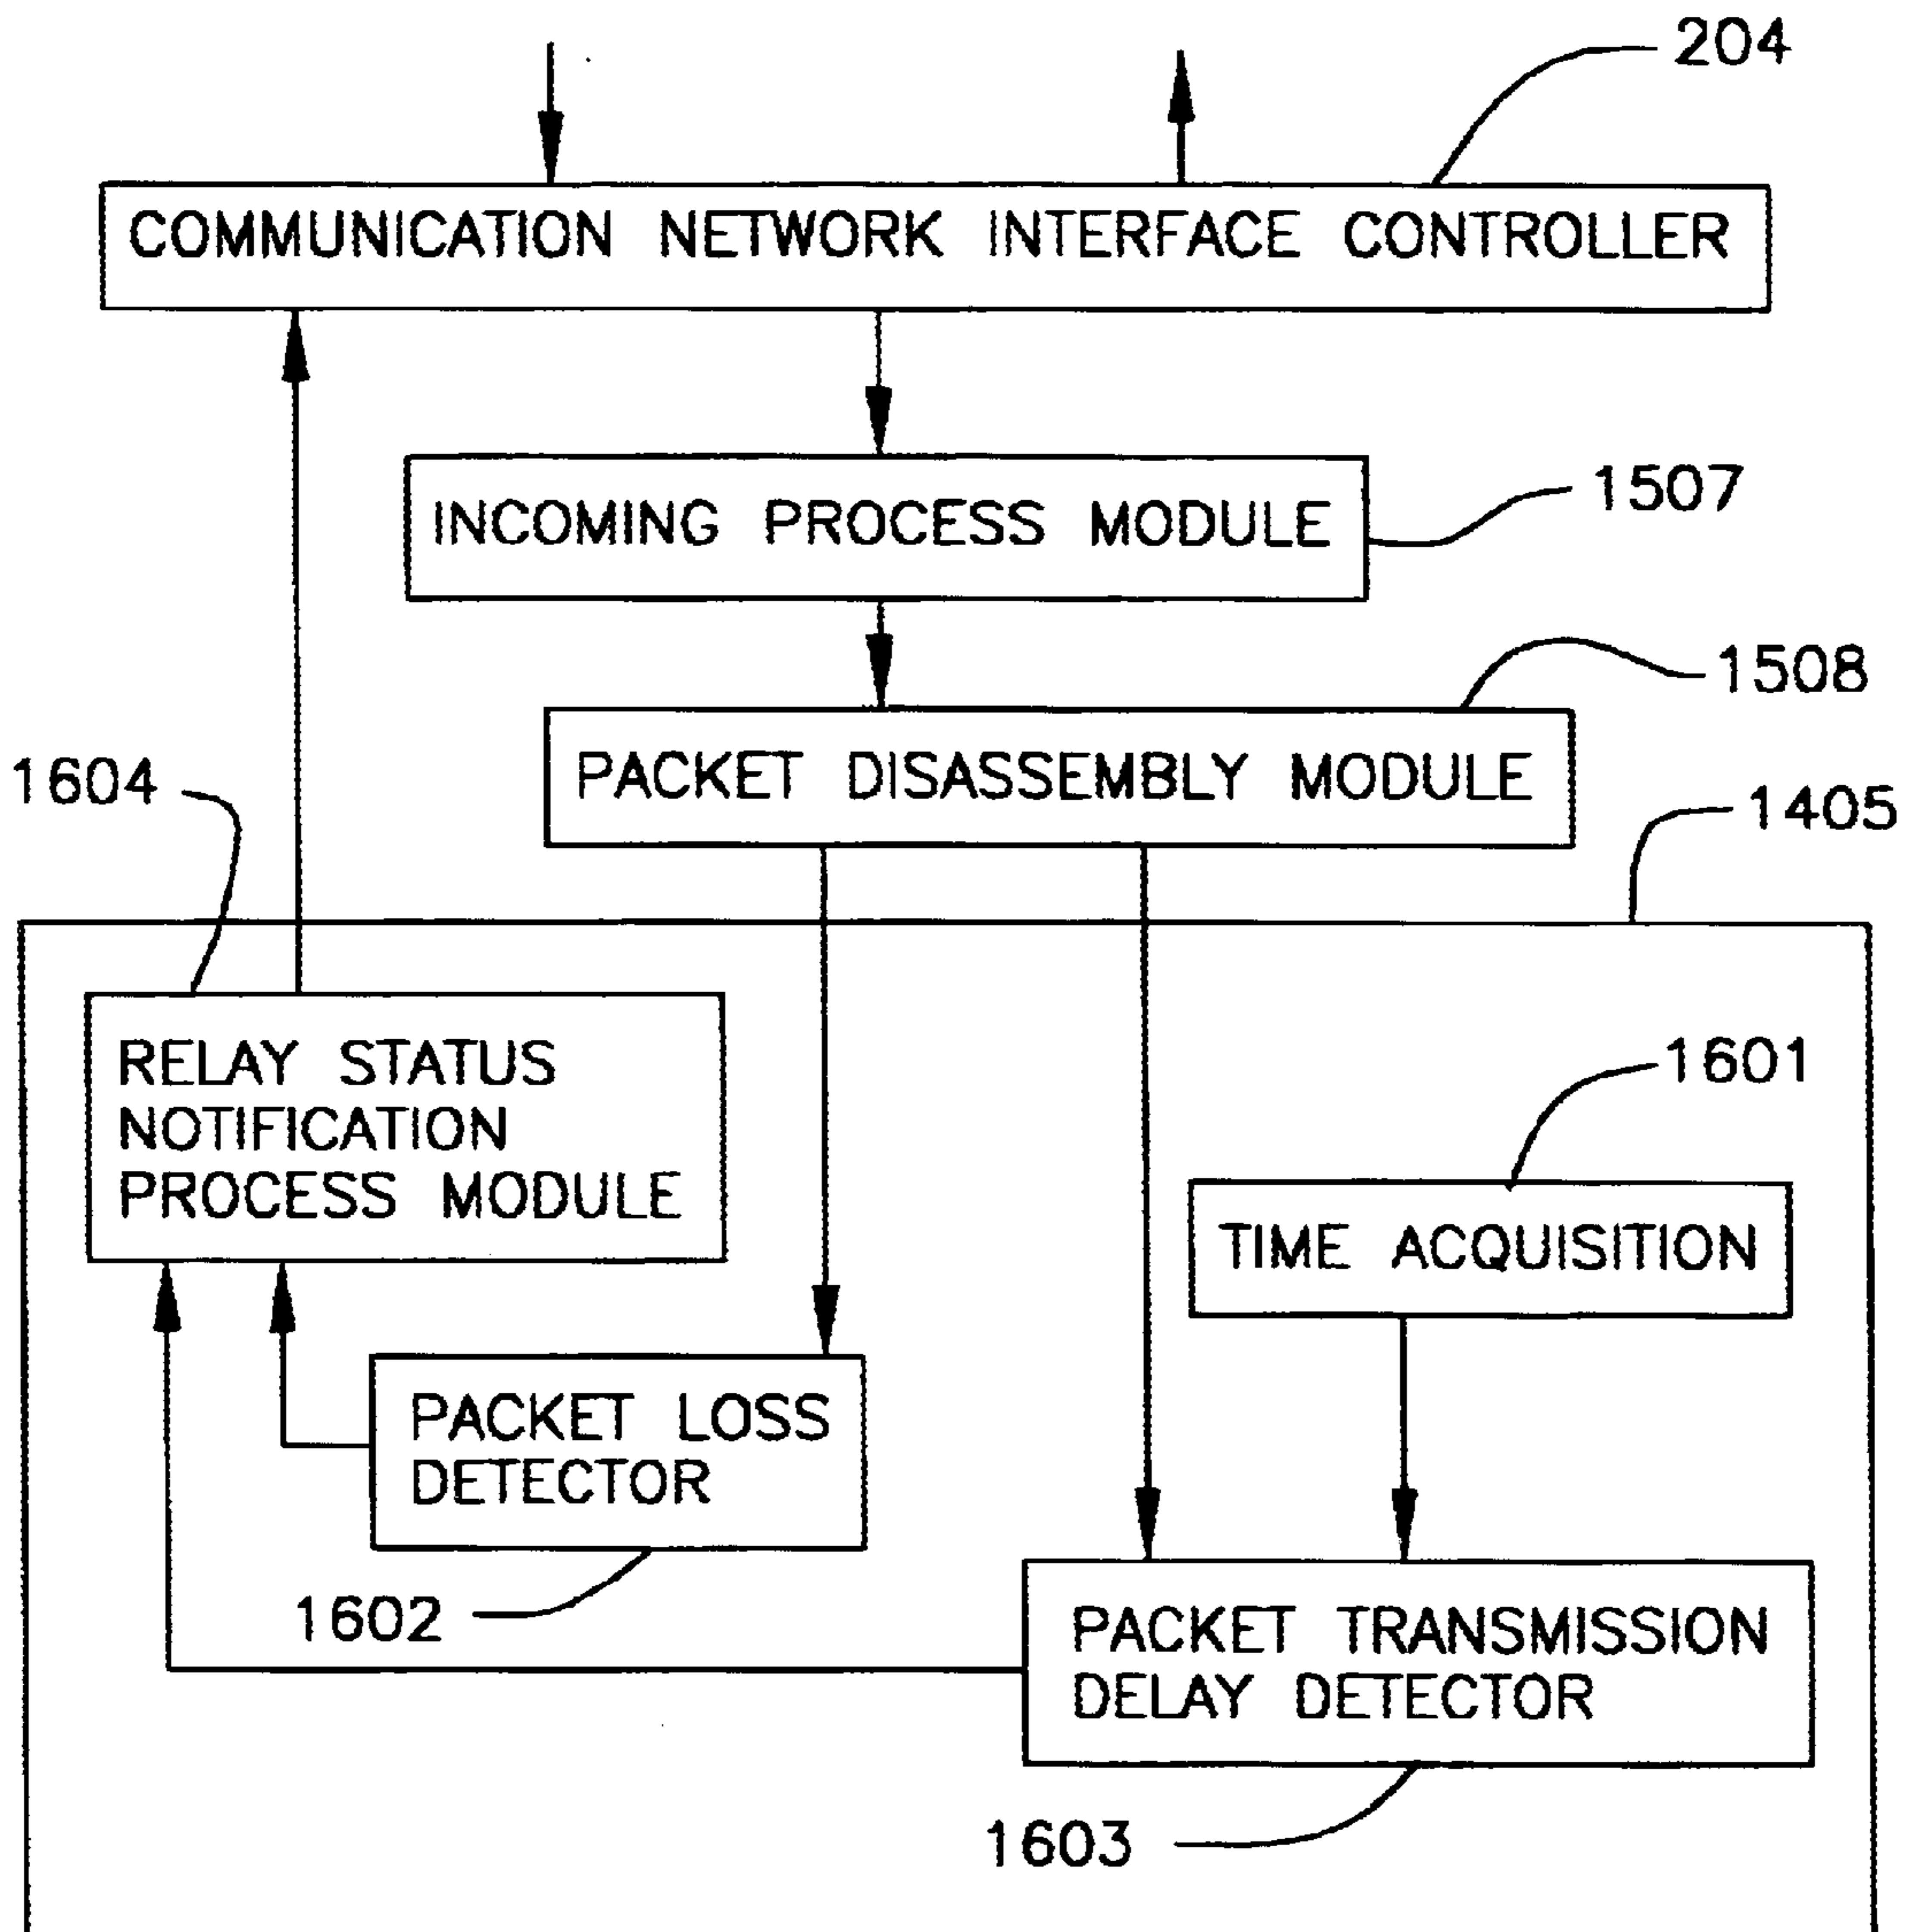 204
COMMUNICATION NETWORK INTERFACE CONTROLLER
INCOMING PROCESS MODULE
1507
1508
PACKET DISASSEMBLY MODULE
1604
1405
RELAY STATUS
NOTIFICATION
PROCESS MODULE
1601
TIME ACQUISITION
PACKET LOSS
DETECTOR
1602
PACKET TRANSMISSION
DELAY DETECTOR
1603